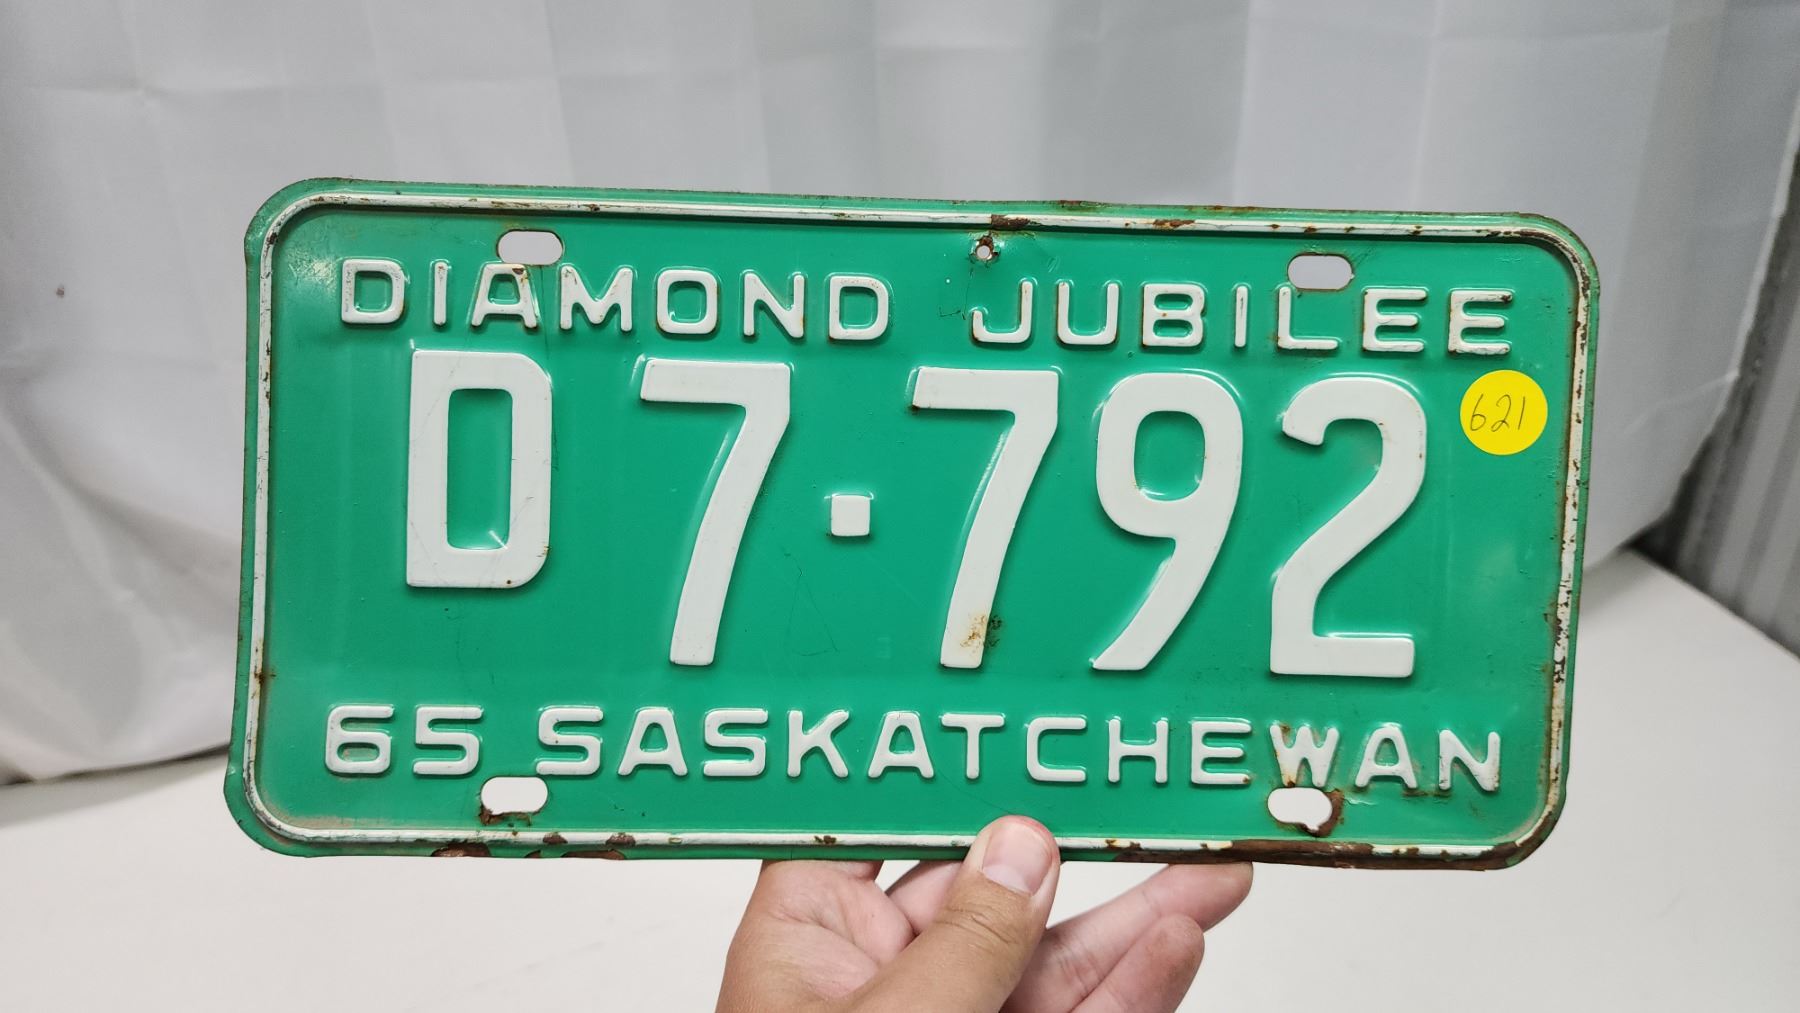 DIAMOND JUBILEE
D7·792
621
65 SASKATCHEWAN